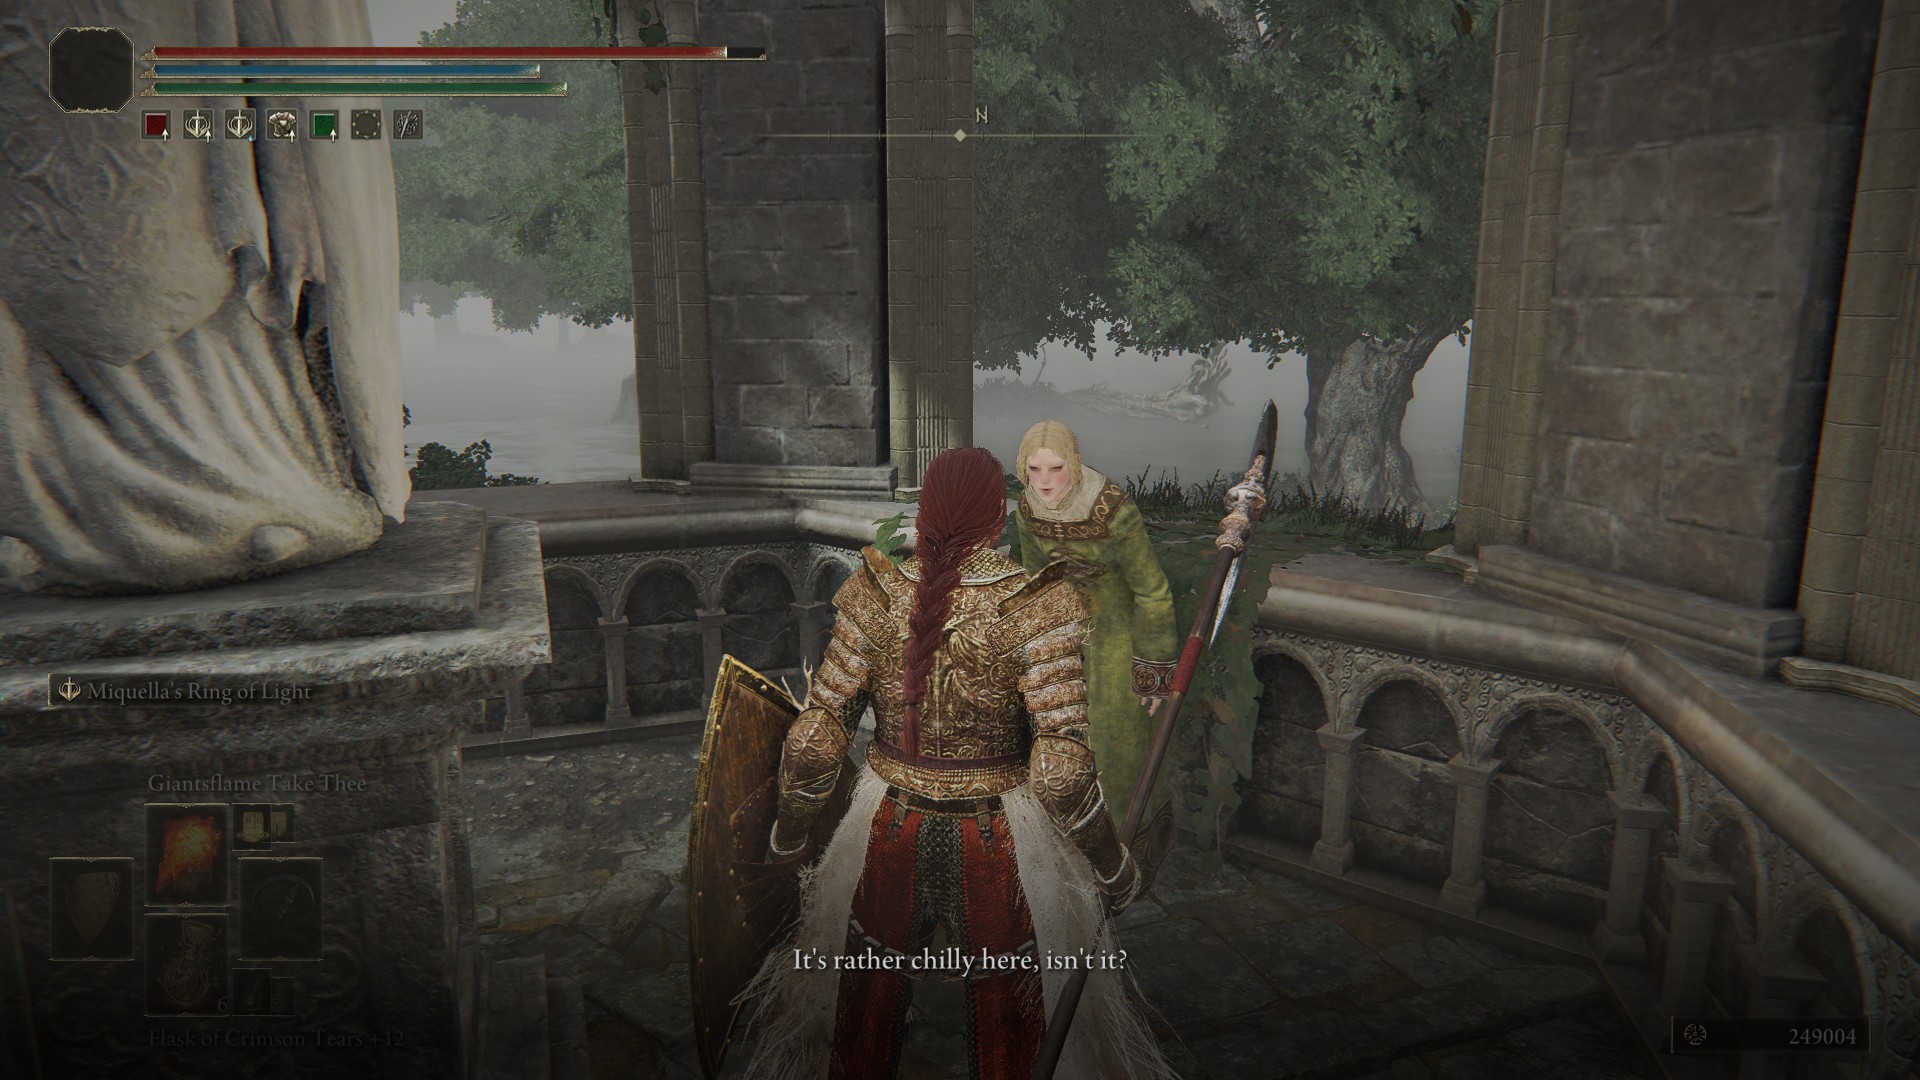 N
Miquella's Ring of Light
Giantsflame Take Thee
6
Flask of Crimson Tears +12
It's rather chilly here, isn't it?
249004